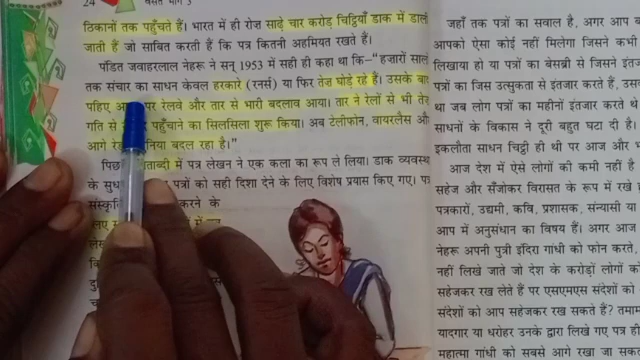 24 भाग 3
ठिकानों तक पहुँचते हैं। भारत में ही रोज साढ़े चार करोड़ चिट्ठियाँ डाक में डाली
जाती हैं जो साबित करती हैं कि पत्र कितनी अहमियत रखते हैं।
पंडित जवाहरलाल नेहरू ने सन् 1953 में सही ही कहा था कि–"हज़ारों साल
तक संचार का साधन केवल हरकारे (रनर्स) या फिर तेज घोड़े रहे हैं। उसके बाद
पहिए पर रेलवे और तार से भारी बदलाव आया। तार ने रेलों से भी तेज
गति से पहुँचाने का सिलसिला शुरू किया। अब टेलीफोन, वायरलैस औ
आगे दुनिया बदल रहा है।"
पिछली शताब्दी में पत्र लेखन ने एक कला का रूप ले लिया। डाक व्यवस्था
के सुध पत्रों को सही दिशा देने के लिए विशेष प्रयास किए गए। पत्र
संस्कृति करने के
लिए में
जहाँ तक पत्रों का सवाल है, अगर आप
आपको ऐसा कोई नहीं मिलेगा जिसने कभी
लिखाया हो या पत्रों का बेसब्री से जिसने इंत
पत्रों का जिस उत्सुकता से इंतजार करते हैं, उस
था जब लोग पत्रों का महीनों इंतजार करते थे
साधनों के विकास ने दूरी बहुत घटा दी है।
इकलौता साधन चिट्ठी ही थी पर आज और भ
आज देश में ऐसे लोगों की कमी नहीं है
सहेज और सँजोकर विरासत के रूप में रखे
पत्रकारों, उद्यमी, कवि, प्रशासक, संन्यासी या
आप में अनुसंधान का विषय हैं। अगर आज
नेहरू अपनी पुत्री इंदिरा गांधी को फोन करते,
नहीं लिखे जाते जो देश के करोड़ों लोगों क
सहेजकर रख लेते हैं पर एसएमएस संदेशों को
संदेशों को आप सहेजकर रख सकते हैं? तमाम
यादगार या धरोहर उनके द्वारा लिखे गए पत्र ही
महात्मा गांधी को सबसे आगे रखा जा सक